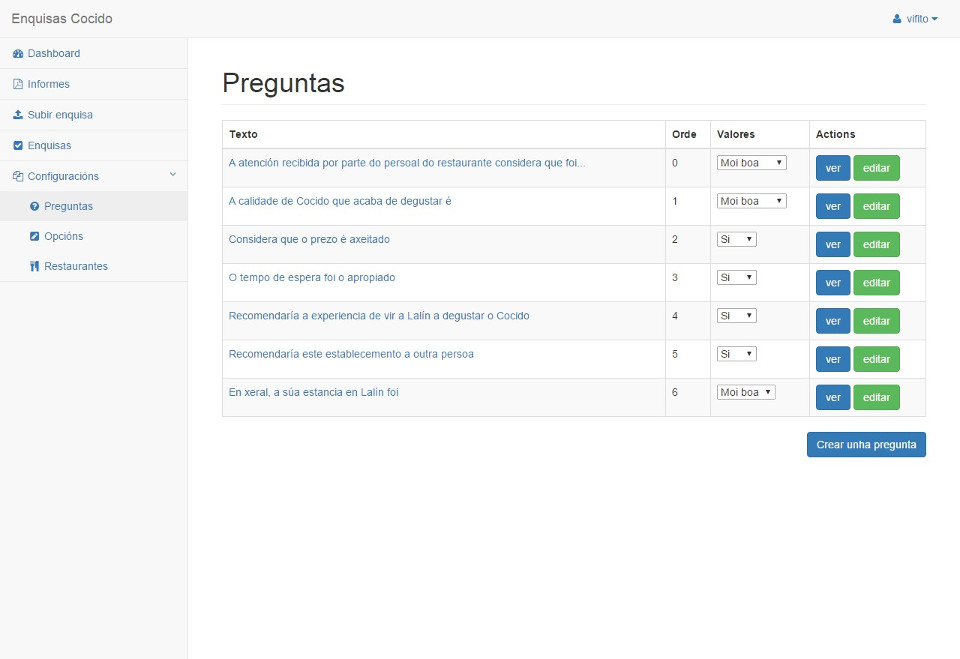 Enquisas Cocido
vifito
Dashboard
Informes
Subir enquisa
Enquisas
Configuracións
Preguntas
Opcións
Restaurantes
Preguntas
Texto Orde Valores Actions
A atención recibida por parte do persoal do restaurante considera que foi... 0 Moi boa ver editar
A calidade de Cocido que acaba de degustar é 1 Moi boa ver editar
Considera que o prezo é axeitado 2 Si ver editar
O tempo de espera foi o apropiado 3 Si ver editar
Recomendaría a experiencia de vir a Lalín a degustar o Cocido 4 Si ver editar
Recomendaría este establecemento a outra persoa 5 Si ver editar
En xeral, a súa estancia en Lalín foi 6 Moi boa ver editar
Crear unha pregunta